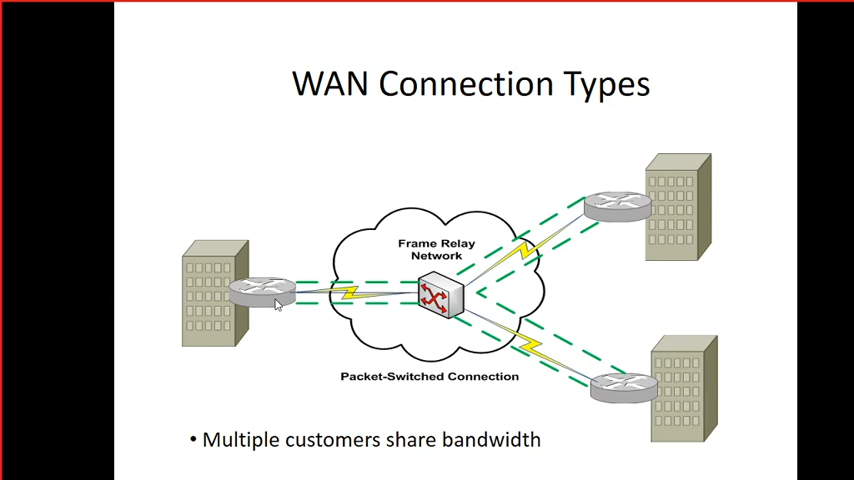 WAN Connection Types
Frame Relay
Network
Packet-Switched Connection
• Multiple customers share bandwidth